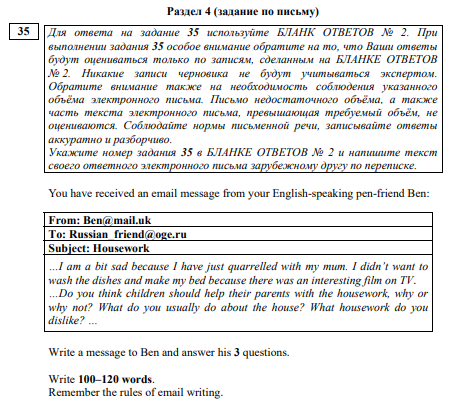 Раздел 4 (задание по письму)
35
Для ответа на задание 35 используйте БЛАНК ОТВЕТОВ № 2. При
выполнении задания 35 особое внимание обратите на то, что Ваши ответы
будут оцениваться только по записям, сделанным на БЛАНКЕ ОТВЕТОВ
№ 2. Никакие записи черновика не будут учитываться экспертом.
Обратите внимание также на необходимость соблюдения указанного
объёма электронного письма. Письмо недостаточного объёма, а также
часть текста электронного письма, превышающая требуемый объём, не
оцениваются. Соблюдайте нормы письменной речи, записывайте ответы
аккуратно и разборчиво.
Укажите номер задания 35 в БЛАНКЕ ОТВЕТОВ № 2 и напишите текст
своего ответного электронного письма зарубежному другу по переписке.
You have received an email message from your English-speaking pen-friend Ben:
From: Ben@mail.uk
To: Russian_friend@oge.ru
Subject: Housework
…I am a bit sad because I have just quarrelled with my mum. I didn’t want to
wash the dishes and make my bed because there was an interesting film on TV.
…Do you think children should help their parents with the housework, why or
why not? What do you usually do about the house? What housework do you
dislike? …
Write a message to Ben and answer his 3 questions.
Write 100–120 words.
Remember the rules of email writing.